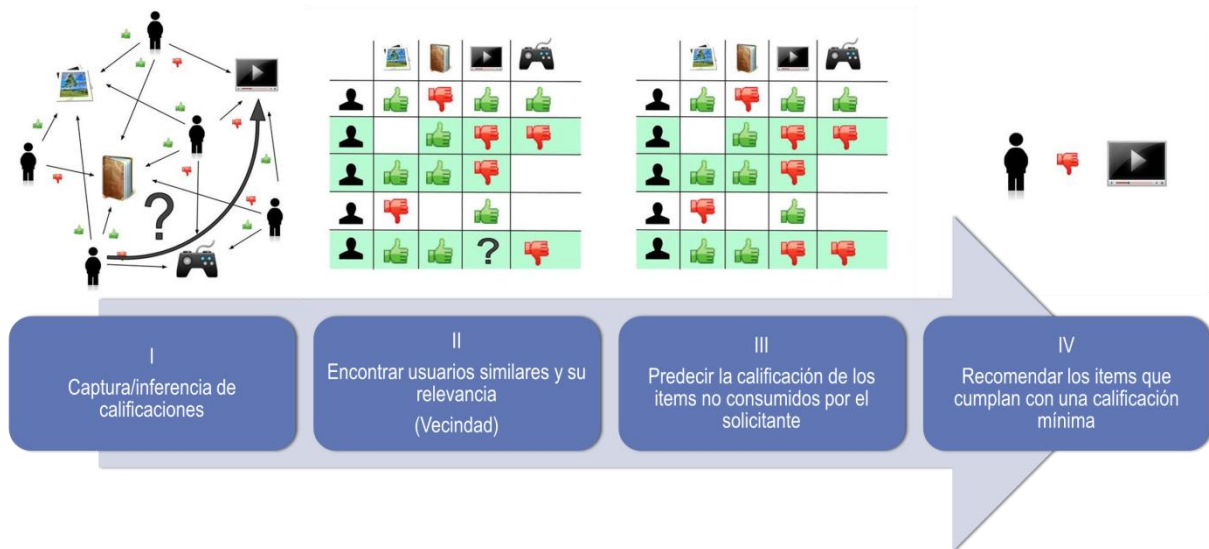 ?
?
I
Captura/inferencia de
calificaciones
II
Encontrar usuarios similares y su
relevancia
(Vecindad)
III
Predecir la calificación de los
items no consumidos por el
solicitante
IV
Recomendar los items que
cumplan con una calificación
mínima